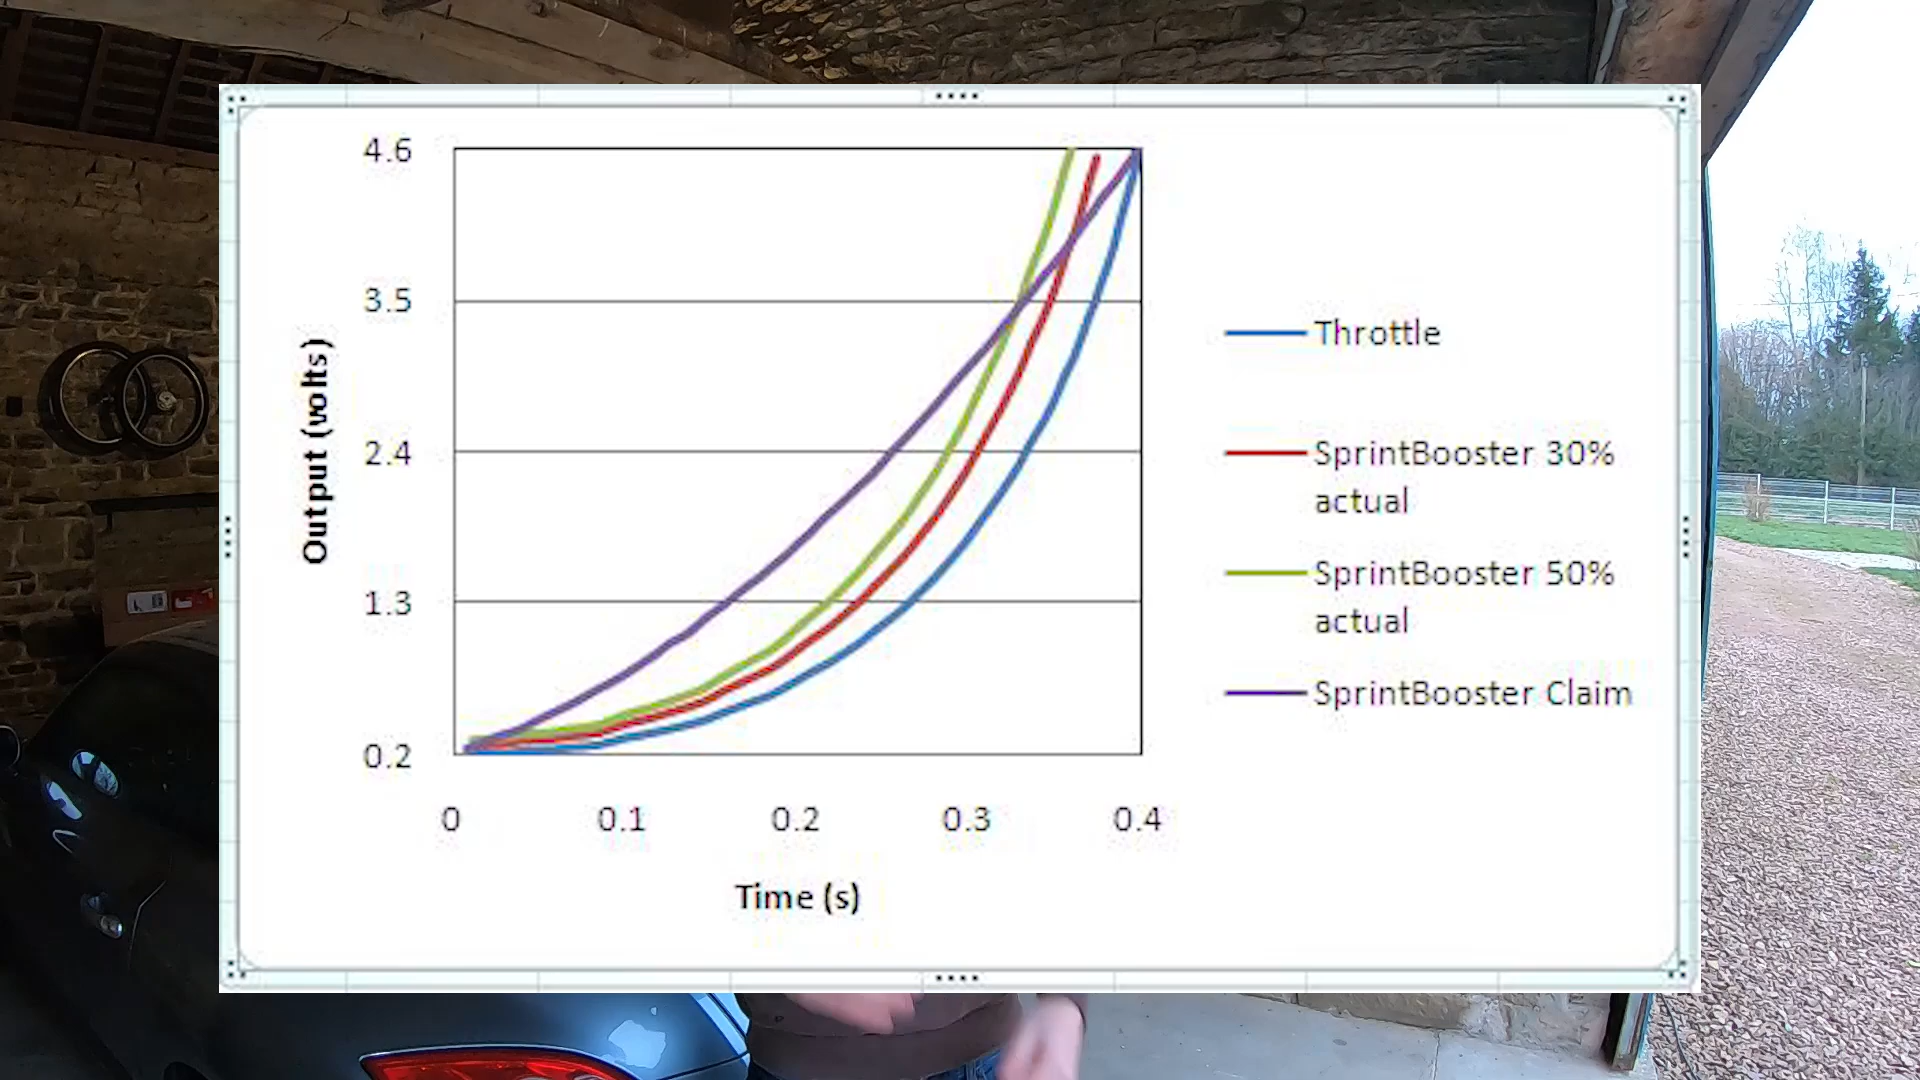 4.6
3.5
2.4
1.3
0.2
Output (volts)
0
0.1
0.2
0.3
0.4
Time (s)
Throttle
SprintBooster 30%
actual
SprintBooster 50%
actual
SprintBooster Claim